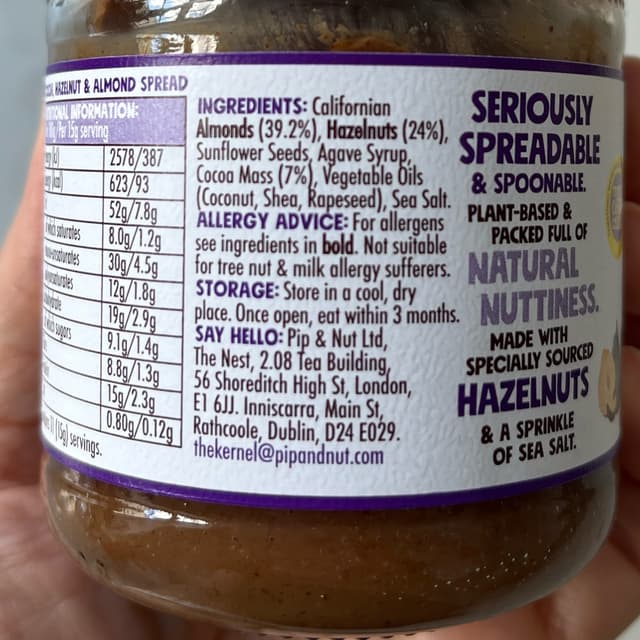 HAZELNUT & ALMOND SPREAD
INFORMATION:
Per 15g serving
2578/387
623/93
52g/7.8g
saturates 8.0g/1.2g
30g/4.5g
12g/1.8g
19g/2.9g
sugars 9.1g/1.4g
8.8g/1.3g
15g/2.3g
0.80g/0.12g
(15g) servings.
INGREDIENTS: Californian
Almonds (39.2%), Hazelnuts (24%),
Sunflower Seeds, Agave Syrup,
Cocoa Mass (7%), Vegetable Oils
(Coconut, Shea, Rapeseed), Sea Salt.
ALLERGY ADVICE: For allergens
see ingredients in bold. Not suitable
for tree nut & milk allergy sufferers.
STORAGE: Store in a cool, dry
place. Once open, eat within 3 months.
SAY HELLO: Pip & Nut Ltd,
The Nest, 2.08 Tea Building,
56 Shoreditch High St, London,
E1 6JJ. Inniscarra, Main St,
Rathcoole, Dublin, D24 E029.
thekernel@pipandnut.com
SERIOUSLY
SPREADABLE
& SPOONABLE.
PLANT-BASED &
PACKED FULL OF
NATURAL
NUTTINESS.
MADE WITH
SPECIALLY SOURCED
HAZELNUTS
& A SPRINKLE
OF SEA SALT.